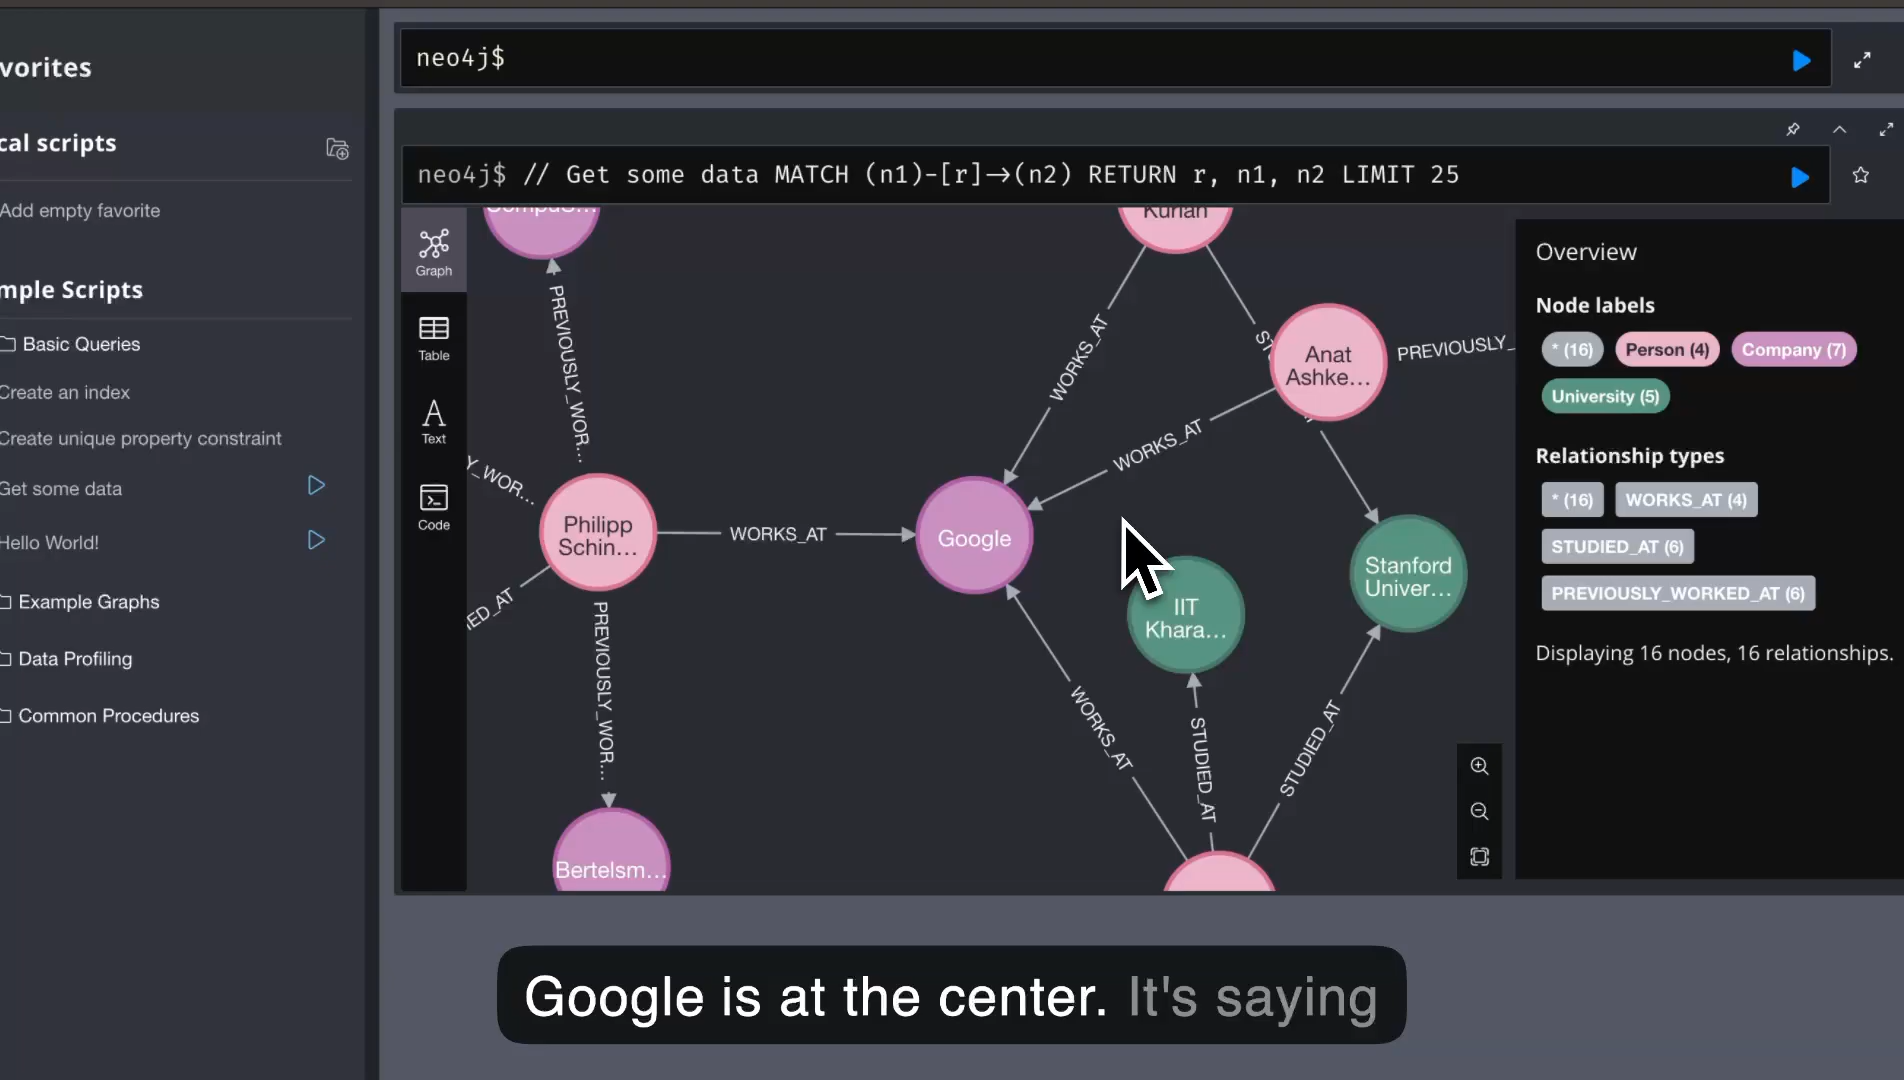 vorites
cal scripts
Add empty favorite
mple Scripts
Basic Queries
Create an index
Create unique property constraint
Get some data
Hello World!
Example Graphs
Data Profiling
Common Procedures
neo4j$
neo4j$ // Get some data MATCH (n1)-[r]->(n2) RETURN r, n1, n2 LIMIT 25
Graph
Table
Text
Code
Kurian
PREVIOUSLY_WOR...
WORKS_AT
Anat
Ashke...
PREVIOUSLY_
WORKS_AT
Y_WOR...
Philipp
Schin...
WORKS_AT
Google
Stanford
Univer...
IIT
Khara...
ED_AT
PREVIOUSLY_WOR...
WORKS_AT
STUDIED_AT
STUDIED_AT
Bertelsm...
Overview
Node labels
* (16)
Person (4)
Company (7)
University (5)
Relationship types
* (16)
WORKS_AT (4)
STUDIED_AT (6)
PREVIOUSLY_WORKED_AT (6)
Displaying 16 nodes, 16 relationships.
Google is at the center. It's saying